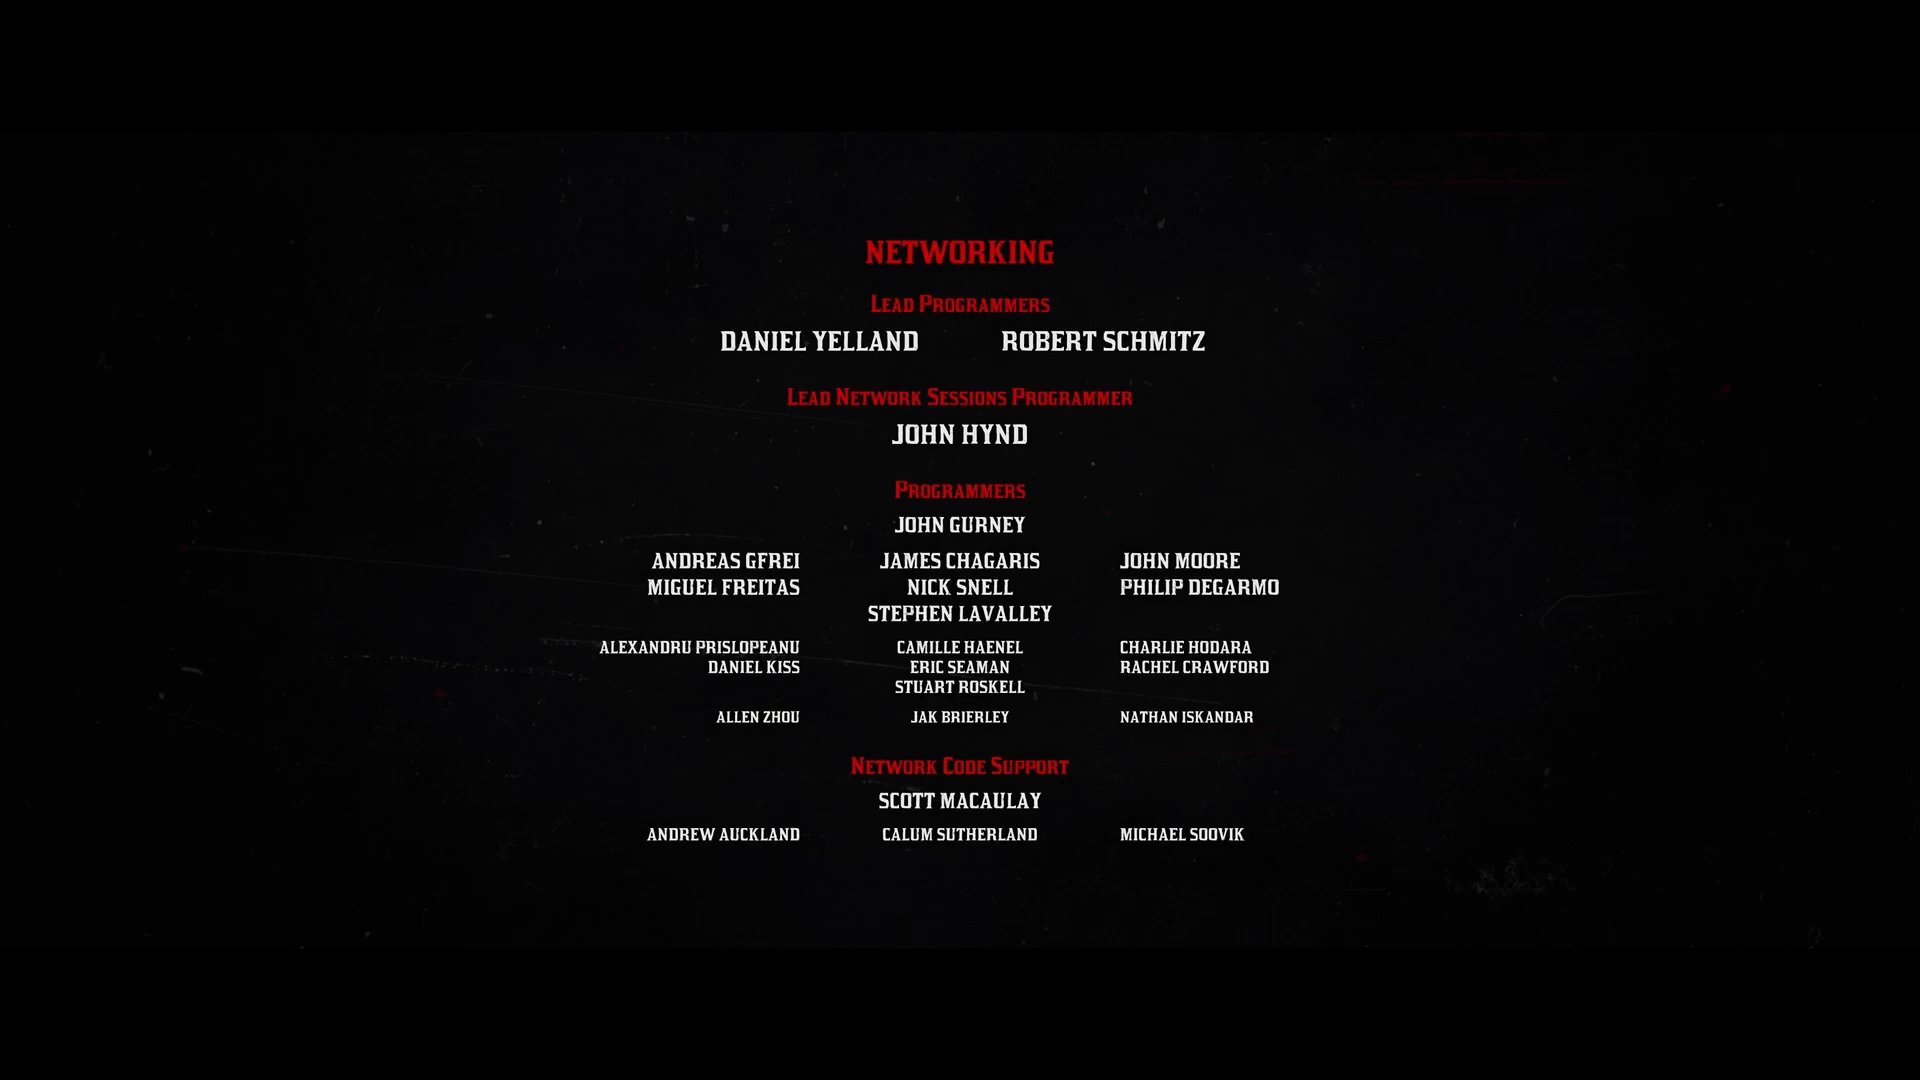 NETWORKING
LEAD PROGRAMMERS
DANIEL YELLAND ROBERT SCHMITZ
LEAD NETWORK SESSIONS PROGRAMMER
JOHN HYND
PROGRAMMERS
JOHN GURNEY
ANDREAS GFREI JAMES CHAGARIS JOHN MOORE
MIGUEL FREITAS NICK SNELL PHILIP DEGARMO
STEPHEN LAVALLEY
ALEXANDRU PRISLOPEANU CAMILLE HAENEL CHARLIE HODARA
DANIEL KISS ERIC SEAMAN RACHEL CRAWFORD
STUART ROSKELL
ALLEN ZHOU JAK BRIERLEY NATHAN ISKANDAR
NETWORK CODE SUPPORT
SCOTT MACAULAY
ANDREW AUCKLAND CALUM SUTHERLAND MICHAEL SOOVIK